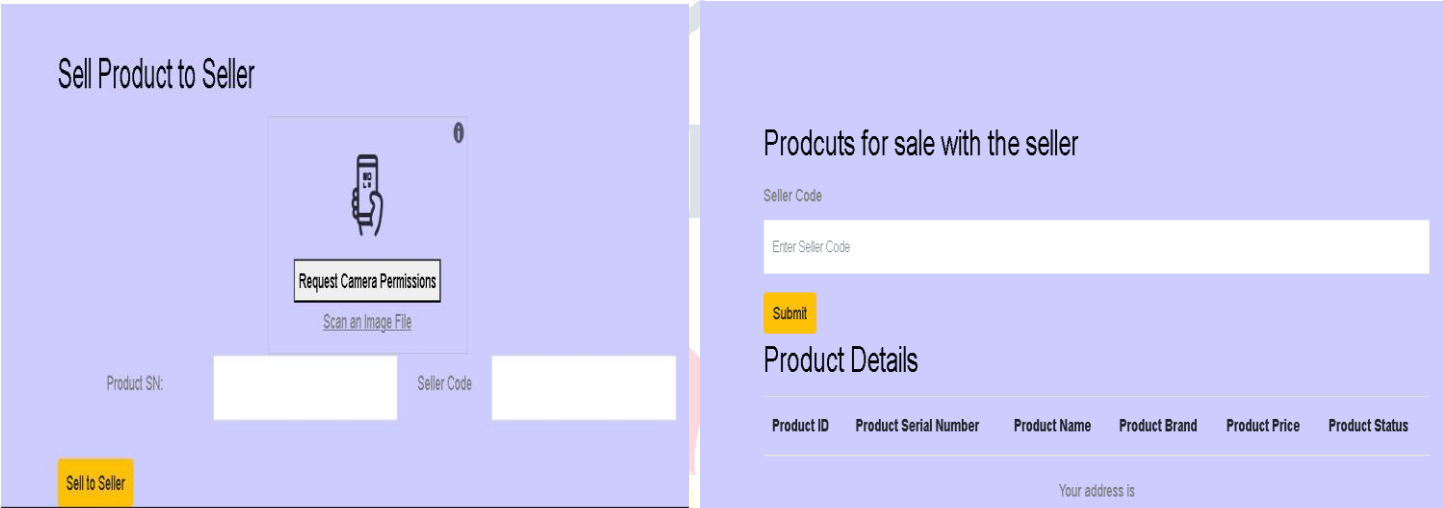 Sell Product to Seller
Request Camera Permissions
Scan an Image File
Product SN:
Seller Code
Sell to Seller
Prodcuts for sale with the seller
Seller Code
Enter Seller Code
Submit
Product Details
Product ID Product Serial Number Product Name Product Brand Product Price Product Status
Your address is